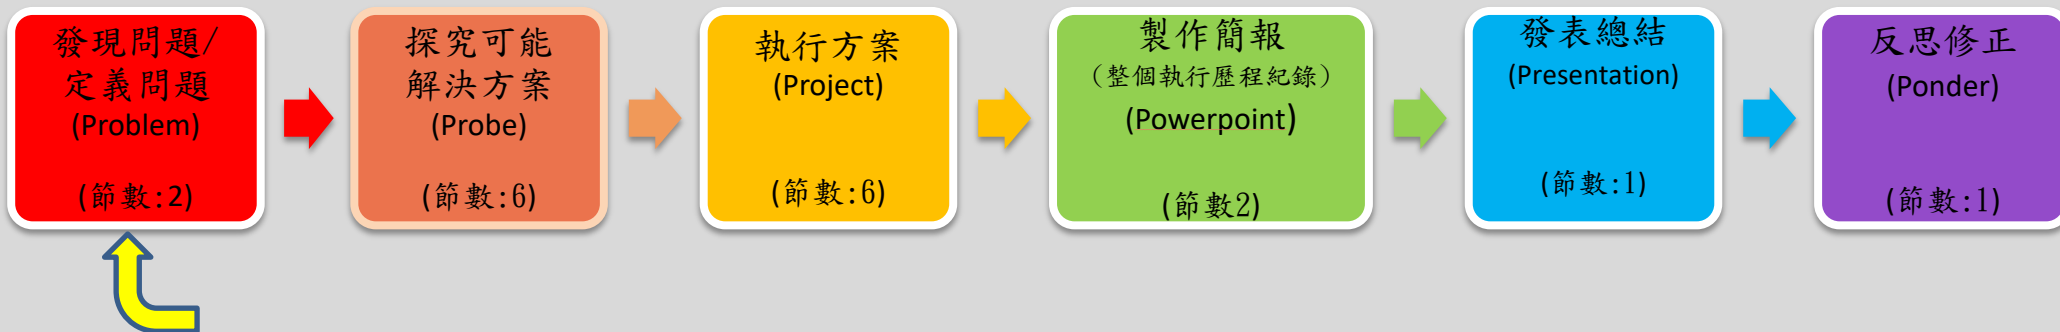 發現問題/
定義問題
(Problem)
(節數:2)
探究可能
解決方案
(Probe)
(節數:6)
執行方案
(Project)
(節數:6)
製作簡報
(整個執行歷程紀錄)
(Powerpoint)
(節數2)
發表總結
(Presentation)
(節數:1)
反思修正
(Ponder)
(節數:1)